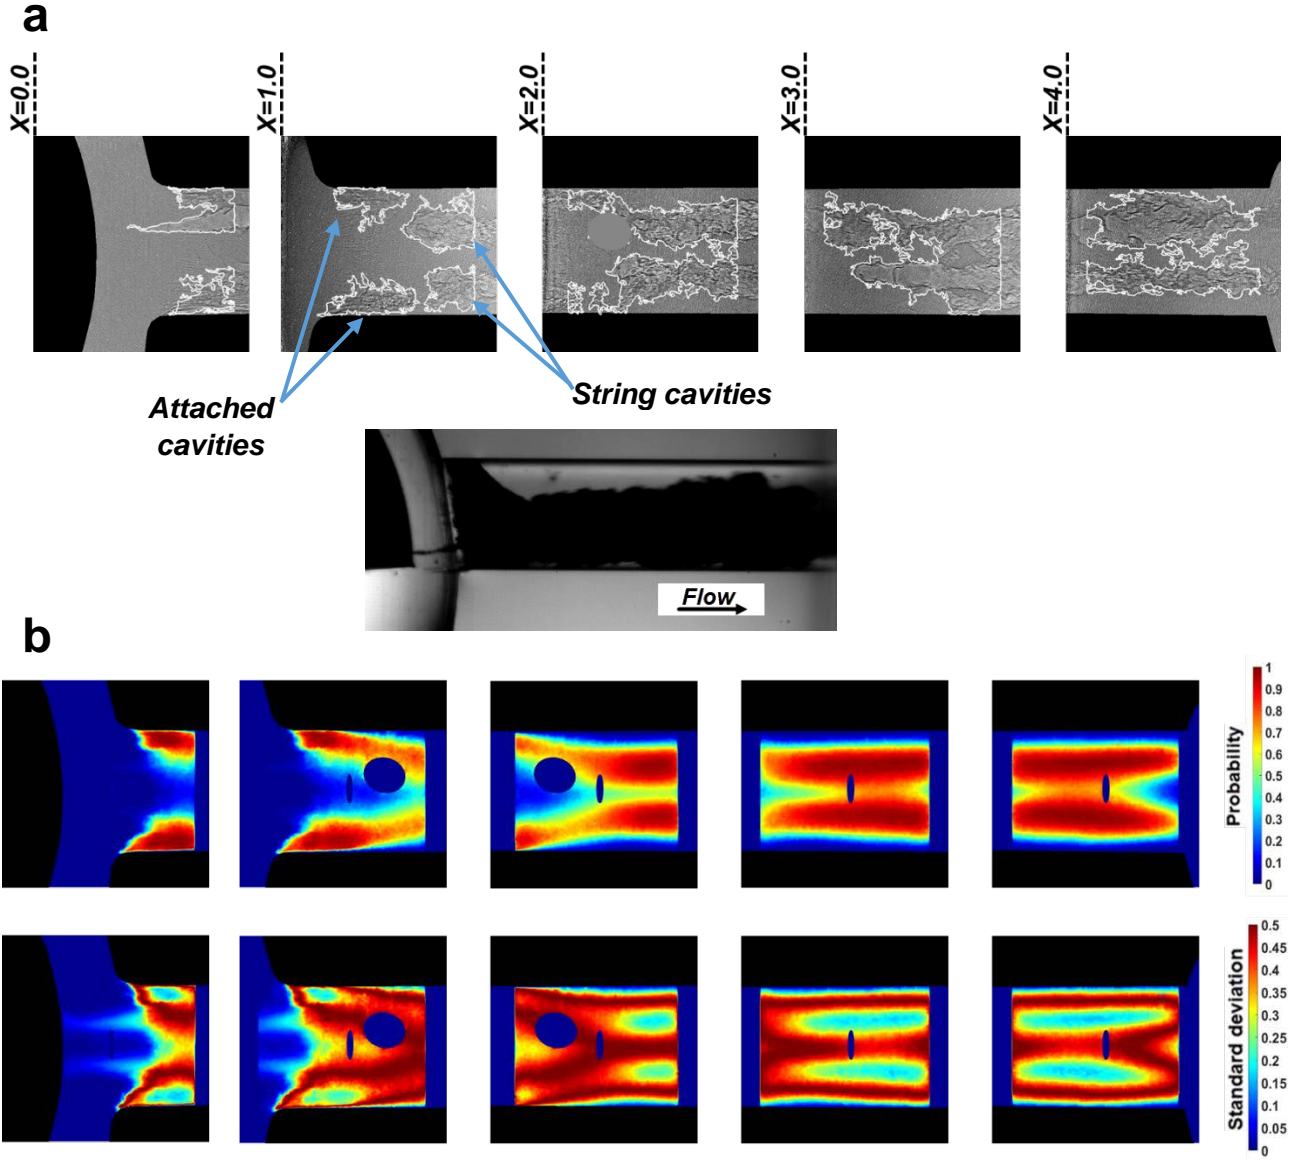 a
X=0.0
X=1.0
X=2.0
X=3.0
X=4.0
Attached
cavities
String cavities
Flow
b
Probability
1
0.9
0.8
0.7
0.6
0.5
0.4
0.3
0.2
0.1
0
Standard deviation
0.5
0.45
0.4
0.35
0.3
0.25
0.2
0.15
0.1
0.05
0